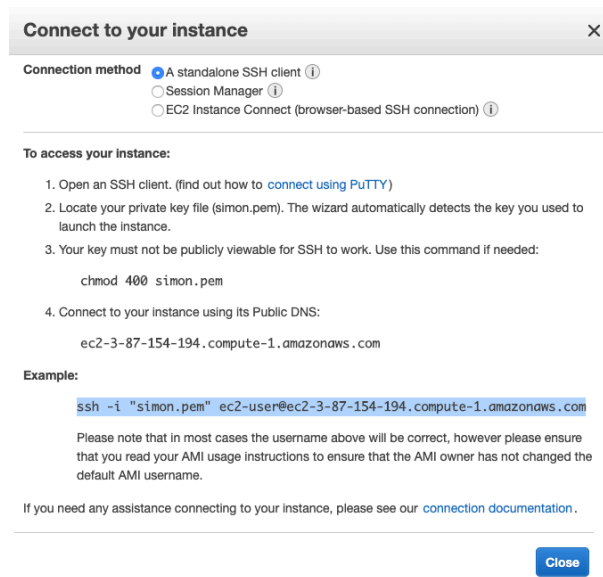 Connect to your instance
Connection method A standalone SSH client
Session Manager
EC2 Instance Connect (browser-based SSH connection)
To access your instance:
1. Open an SSH client. (find out how to connect using PuTTY)
2. Locate your private key file (simon.pem). The wizard automatically detects the key you used to
launch the instance.
3. Your key must not be publicly viewable for SSH to work. Use this command if needed:
chmod 400 simon.pem
4. Connect to your instance using its Public DNS:
ec2-3-87-154-194.compute-1.amazonaws.com
Example:
ssh -i "simon.pem" ec2-user@ec2-3-87-154-194.compute-1.amazonaws.com
Please note that in most cases the username above will be correct, however please ensure
that you read your AMI usage instructions to ensure that the AMI owner has not changed the
default AMI username.
If you need any assistance connecting to your instance, please see our connection documentation.
Close